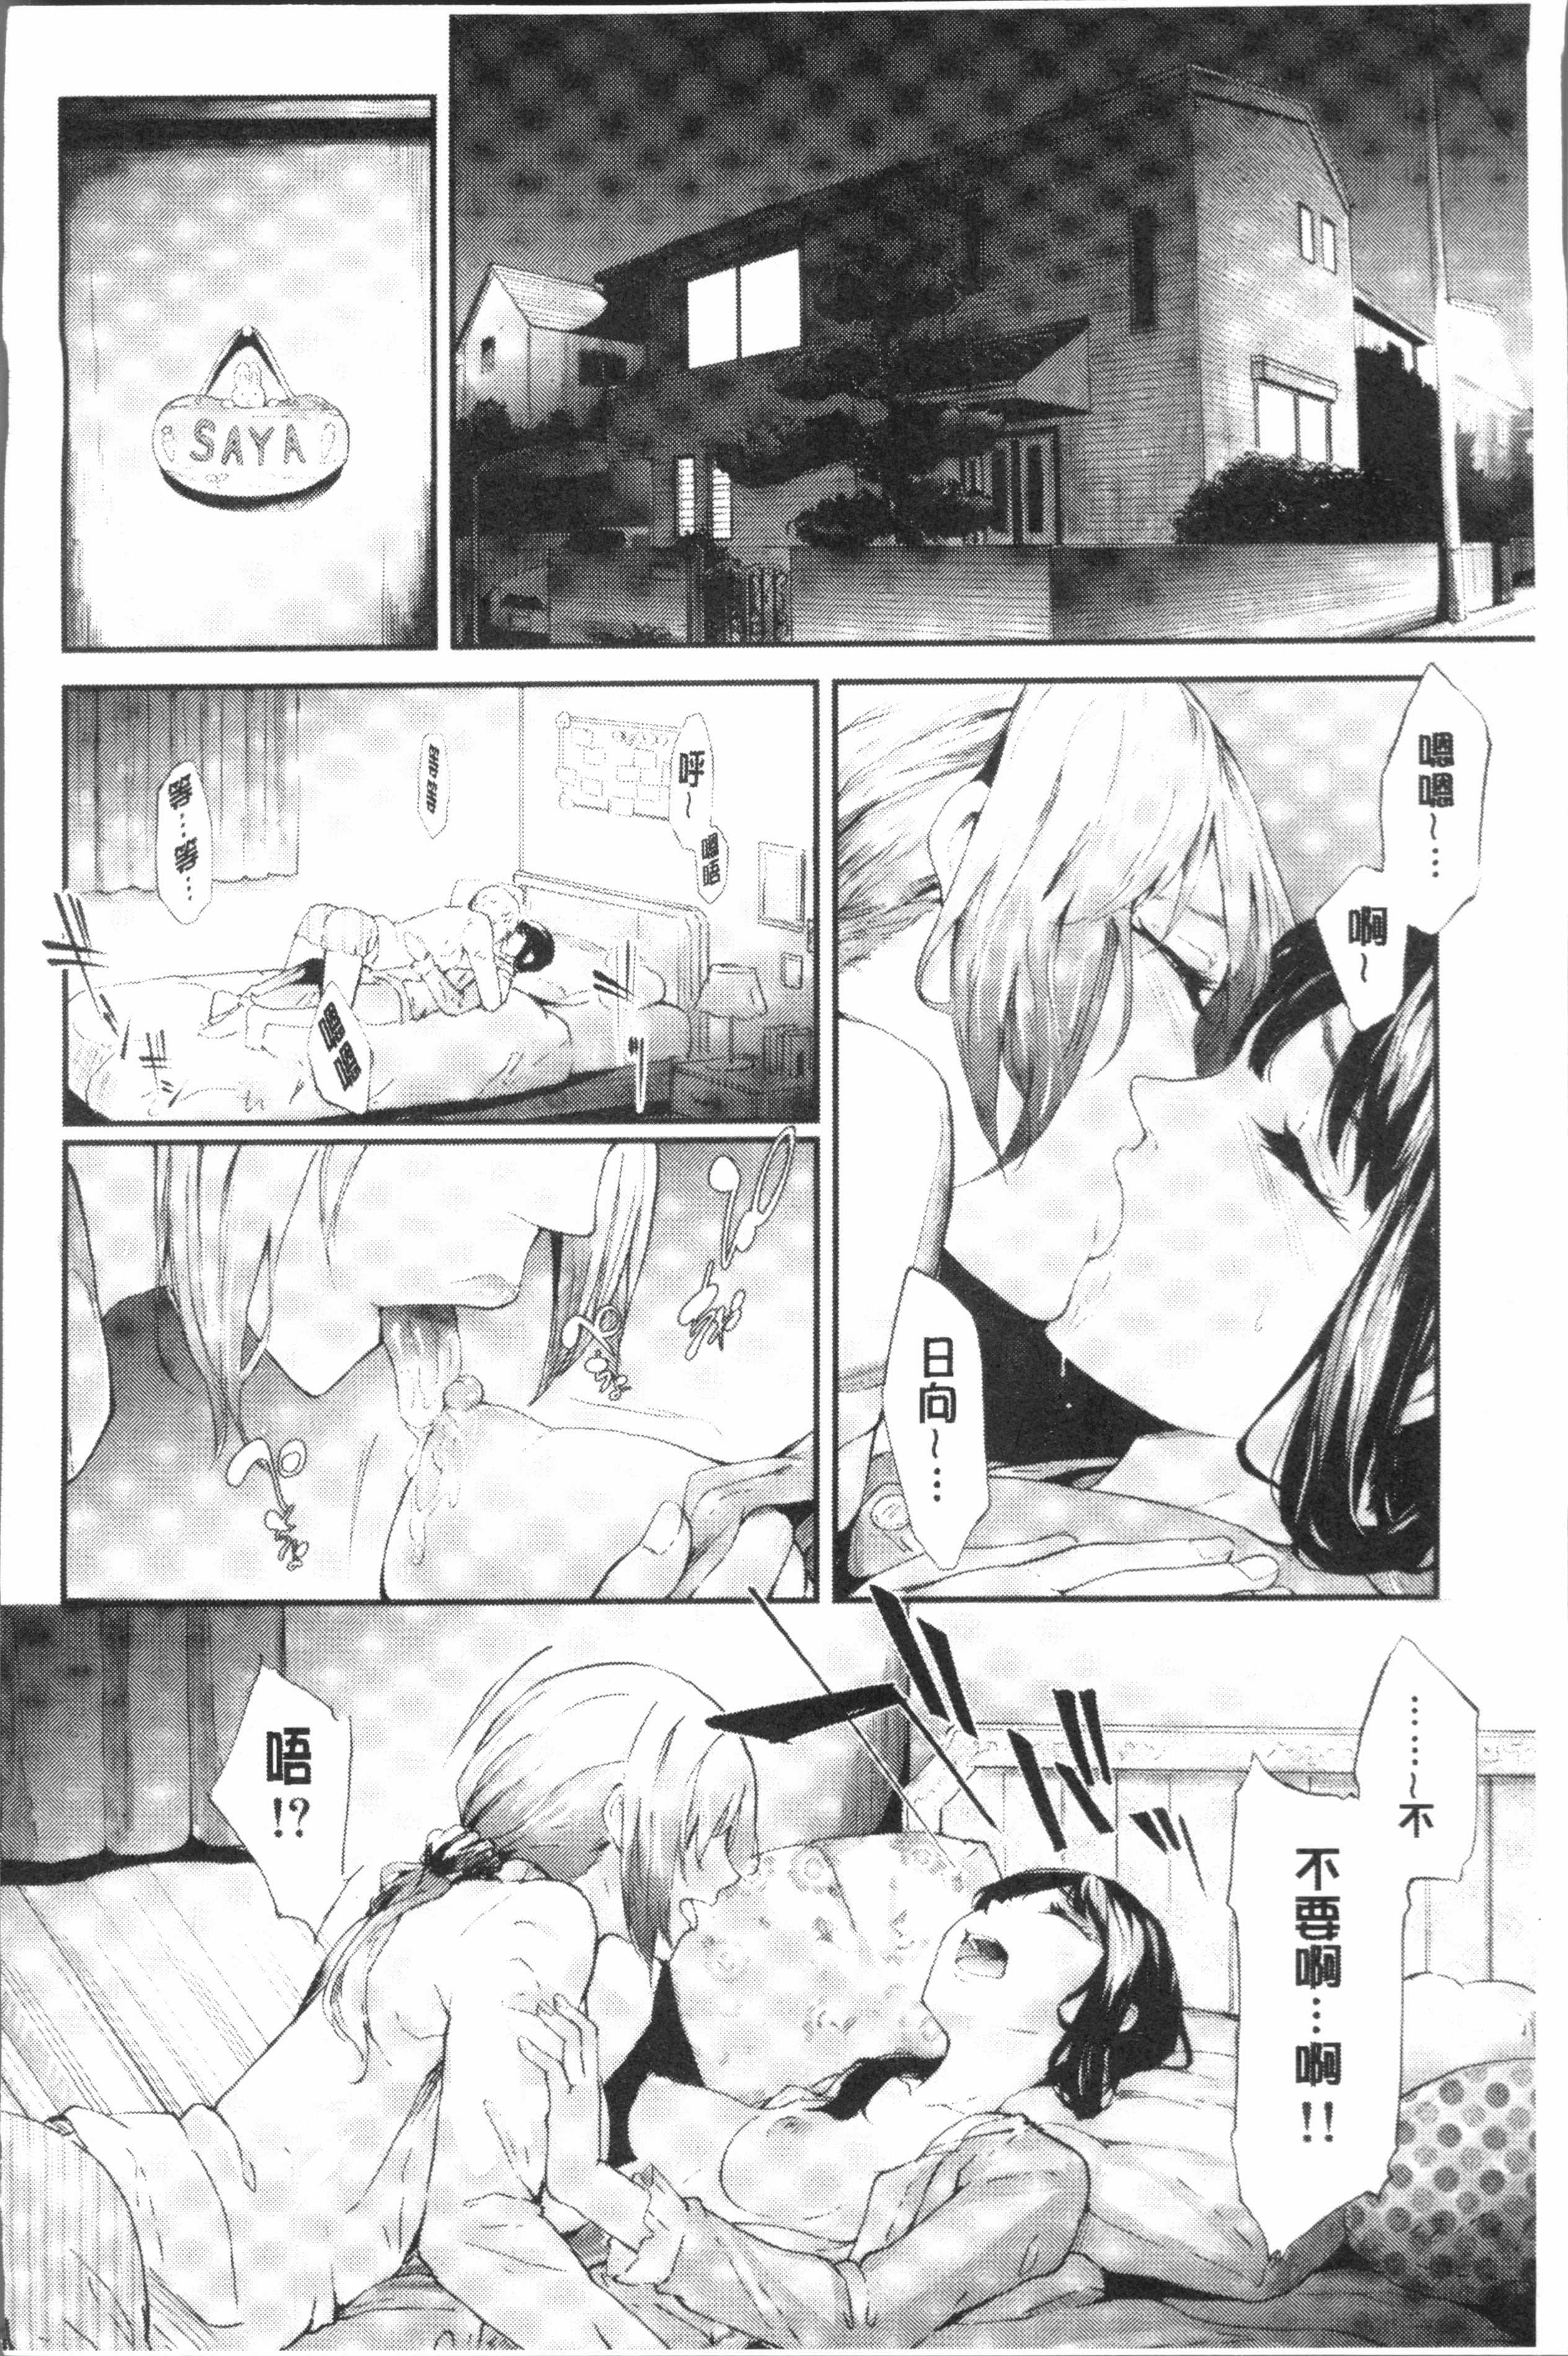 SAYA
嗯嗯～……
啊～
日向～……
呼～
嗯唔
等…等…
嗯嗯
……～不
不要啊…啊!!
唔!?